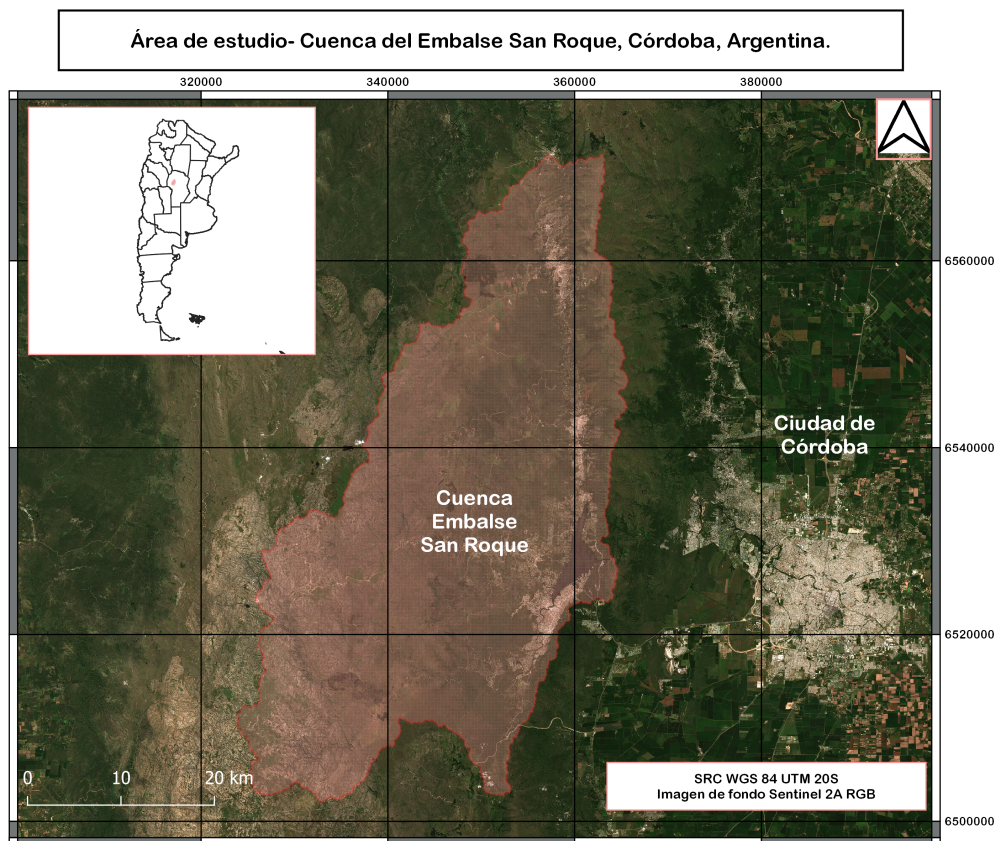 Área de estudio- Cuenca del Embalse San Roque, Córdoba, Argentina.
320000 340000 360000 380000
6560000
Ciudad de
Córdoba
6540000
Cuenca
Embalse
San Roque
6520000
0 10 20 km
SRC WGS 84 UTM 20S
Imagen de fondo Sentinel 2A RGB
6500000